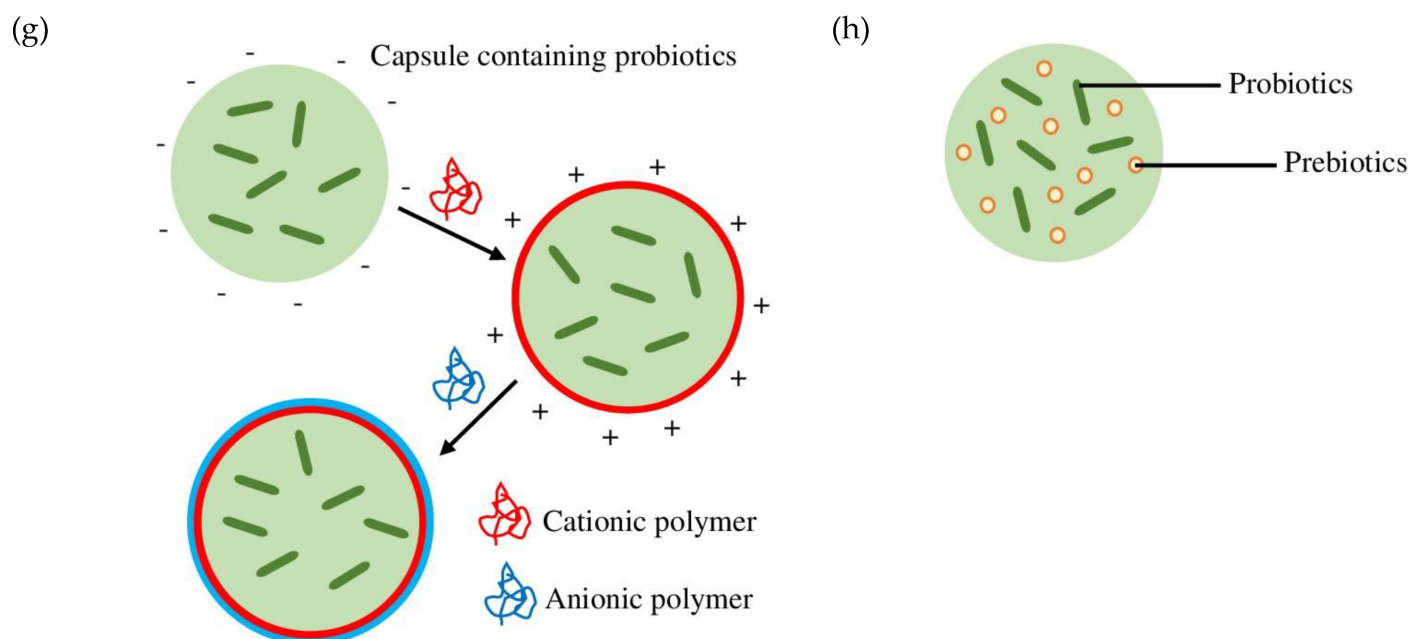 (g)
Capsule containing probiotics
Cationic polymer
Anionic polymer
(h)
Probiotics
Prebiotics